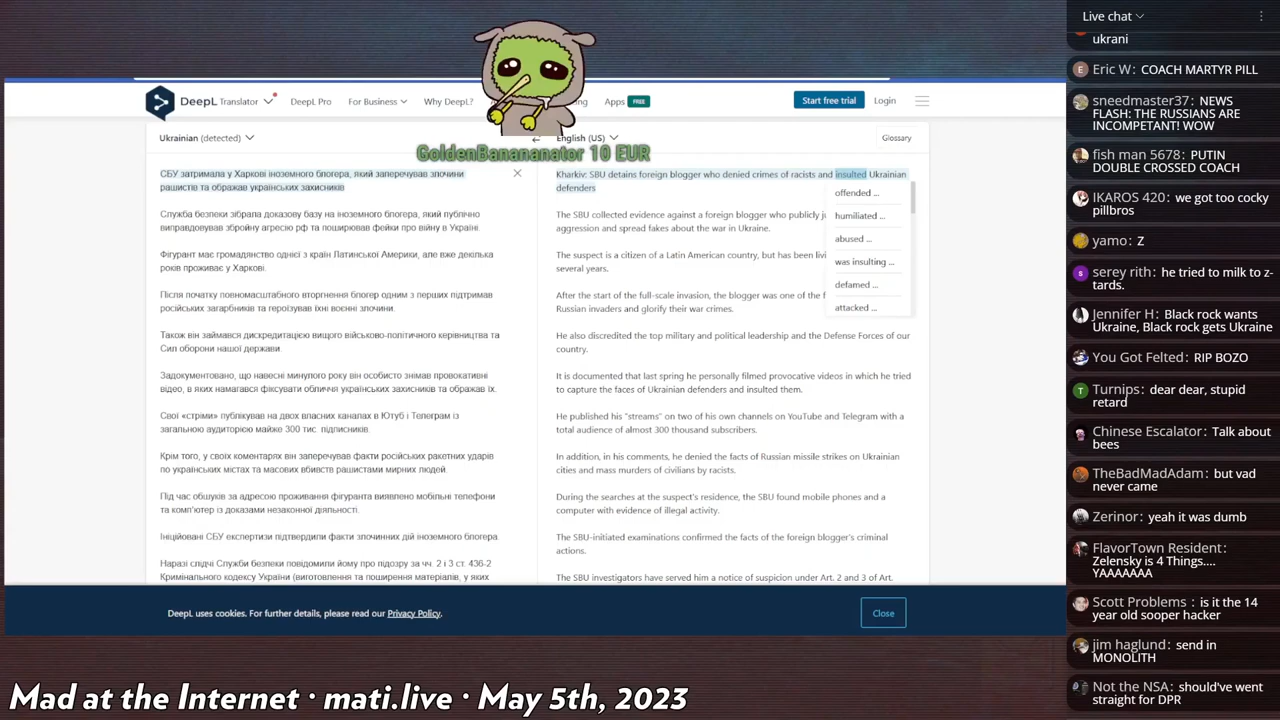 DeepL Translator
DeepL Pro
For Business
Why DeepL?
Apps FREE
Start free trial
Login
Ukrainian (detected)
English (US)
Glossary
GoldenBanananator 10 EUR
СБУ затримала у Харкові іноземного блогера, який заперечував злочини
рашистів та ображав українських захисників
Служба безпеки зібрала доказову базу на іноземного блогера, який публічно
виправдовував збройну агресію рф та поширював фейки про війну в Україні.
Фігурант має громадянство однієї з країн Латинської Америки, але вже декілька
років проживає у Харкові.
Після початку повномасштабного вторгнення блогер одним з перших підтримав
російських загарбників та героїзував їхні воєнні злочини.
Також він займався дискредитацією вищого військово-політичного керівництва та
Сил оборони нашої держави.
Задокументовано, що навесні минулого року він особисто знімав провокативні
відео, в яких намагався фіксувати обличчя українських захисників та ображав їх.
Свої «стріми» публікував на двох власних каналах в Ютуб і Телеграм із
загальною аудиторією майже 300 тис. підписників.
Крім того, у своїх коментарях він заперечував факти російських ракетних ударів
по українських містах та масових вбивств рашистами мирних людей.
Під час обшуків за адресою проживання фігуранта виявлено мобільні телефони
та комп'ютер із доказами незаконної діяльності.
Ініційовані СБУ експертизи підтвердили факти злочинних дій іноземного блогера.
Наразі слідчі Служби безпеки повідомили йому про підозру за чч. 2 і 3 ст. 436-2
Кримінального кодексу України (виготовлення та поширення матеріалів, у яких
Kharkiv: SBU detains foreign blogger who denied crimes of racists and insulted Ukrainian
defenders
The SBU collected evidence against a foreign blogger who publicly
aggression and spread fakes about the war in Ukraine.
The suspect is a citizen of a Latin American country, but has been
several years.
After the start of the full-scale invasion, the blogger was one of the
Russian invaders and glorify their war crimes.
He also discredited the top military and political leadership and the Defense Forces of our
country.
It is documented that last spring he personally filmed provocative videos in which he tried
to capture the faces of Ukrainian defenders and insulted them.
He published his "streams" on two of his own channels on YouTube and Telegram with a
total audience of almost 300 thousand subscribers.
In addition, in his comments, he denied the facts of Russian missile strikes on Ukrainian
cities and mass murders of civilians by racists.
During the searches at the suspect's residence, the SBU found mobile phones and a
computer with evidence of illegal activity.
The SBU-initiated examinations confirmed the facts of the foreign blogger's criminal
actions.
The SBU investigators have served him a notice of suspicion under Art. 2 and 3 of Art.
offended ...
humiliated ...
abused ...
was insulting ...
defamed ...
attacked ...
DeepL uses cookies. For further details, please read our Privacy Policy.
Close
Mad at the Internet · mati.live · May 5th, 2023
Live chat
ukrani
Eric W: COACH MARTYR PILL
sneedmaster37: NEWS
FLASH: THE RUSSIANS ARE
INCOMPETANT WOW
fish man 5678: PUTIN
DOUBLE CROSSED COACH
IKAROS 420: we got too cocky
pillbros
yamo: Z
serey rith: he tried to milk to z-
tards.
Jennifer H: Black rock wants
Ukraine, black rock gets Ukraine
You Got Felted: RIP BOZO
Turnips: dear dear, stupid
retard
Chinese Escalator: Talk about
bees
TheRealMadAdam: but vad
never came
Zernior: yeah it was dumb
Flavor Town Resident:
Zelensky is 4 Things....
YAAAWWWN
Scott Problems : is it the 14
year old sooper hacker
jim haglund: send in
MONOLITH
Not the NSA: should've went
straight for DPR